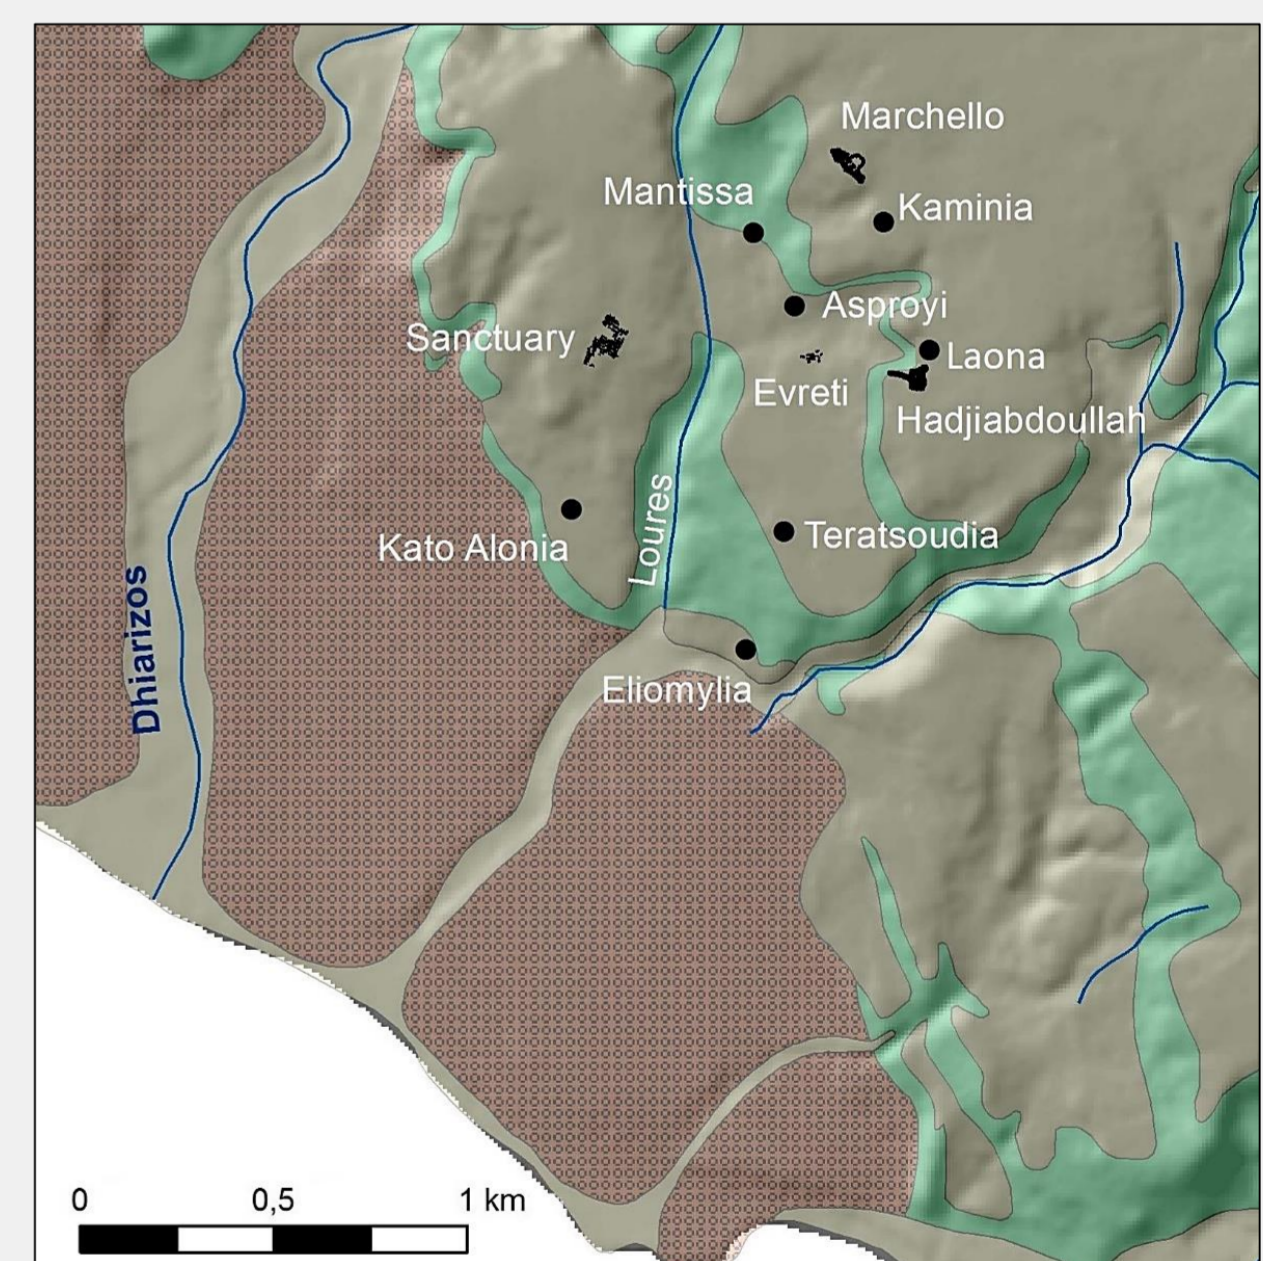 Marchello
Mantissa
Kaminia
Asproyi
Sanctuary
Laona
Evreti
Hadjiabdoullah
Loures
Teratsoudia
Kato Alonia
Dhiarizos
Eliomylia
0 0,5 1 km